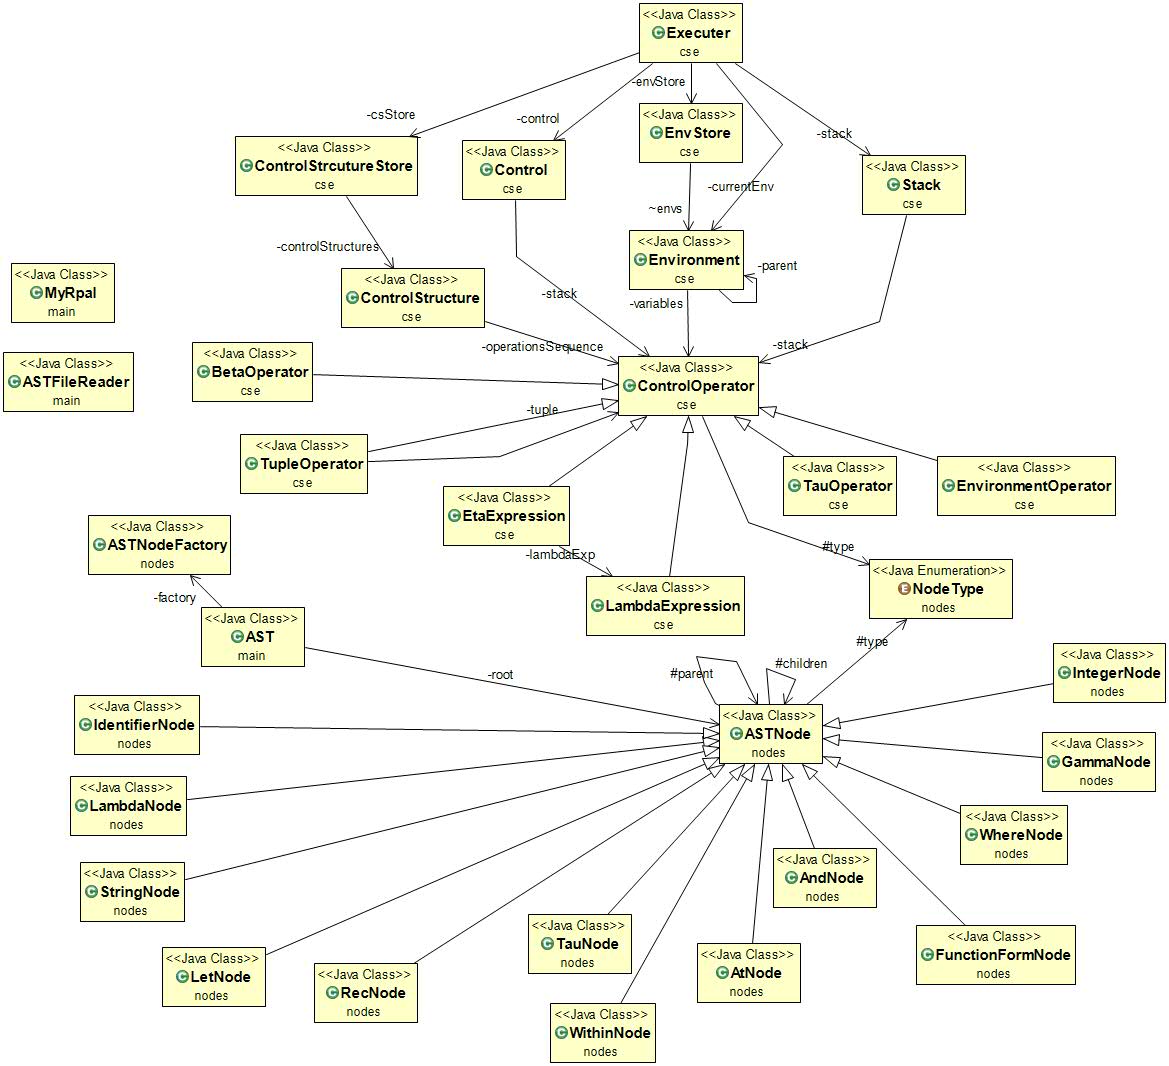 <<Java Class>>
Executer
cse
-envStore
-csStore
-control
-stack
<<Java Class>>
EnvStore
cse
<<Java Class>>
ControlStrcutureStore
cse
<<Java Class>>
Control
cse
<<Java Class>>
Stack
cse
-currentEnv
~envs
-controlStructures
<<Java Class>>
Environment
cse
-parent
<<Java Class>>
MyRpal
main
<<Java Class>>
ControlStructure
cse
-stack
-variables
-operationsSequence
-stack
<<Java Class>>
ASTFileReader
main
<<Java Class>>
BetaOperator
cse
<<Java Class>>
ControlOperator
cse
-tuple
<<Java Class>>
TupleOperator
cse
<<Java Class>>
TauOperator
cse
<<Java Class>>
EnvironmentOperator
cse
<<Java Class>>
EtaExpression
cse
<<Java Class>>
ASTNodeFactory
nodes
-lambdaExp
#type
-factory
<<Java Class>>
LambdaExpression
cse
<<Java Enumeration>>
NodeType
nodes
<<Java Class>>
AST
main
-root
#parent
#children
#type
<<Java Class>>
IntegerNode
nodes
<<Java Class>>
IdentifierNode
nodes
<<Java Class>>
ASTNode
nodes
<<Java Class>>
GammaNode
nodes
<<Java Class>>
LambdaNode
nodes
<<Java Class>>
WhereNode
nodes
<<Java Class>>
StringNode
nodes
<<Java Class>>
AndNode
nodes
<<Java Class>>
TauNode
nodes
<<Java Class>>
FunctionFormNode
nodes
<<Java Class>>
LetNode
nodes
<<Java Class>>
RecNode
nodes
<<Java Class>>
AtNode
nodes
<<Java Class>>
WithinNode
nodes